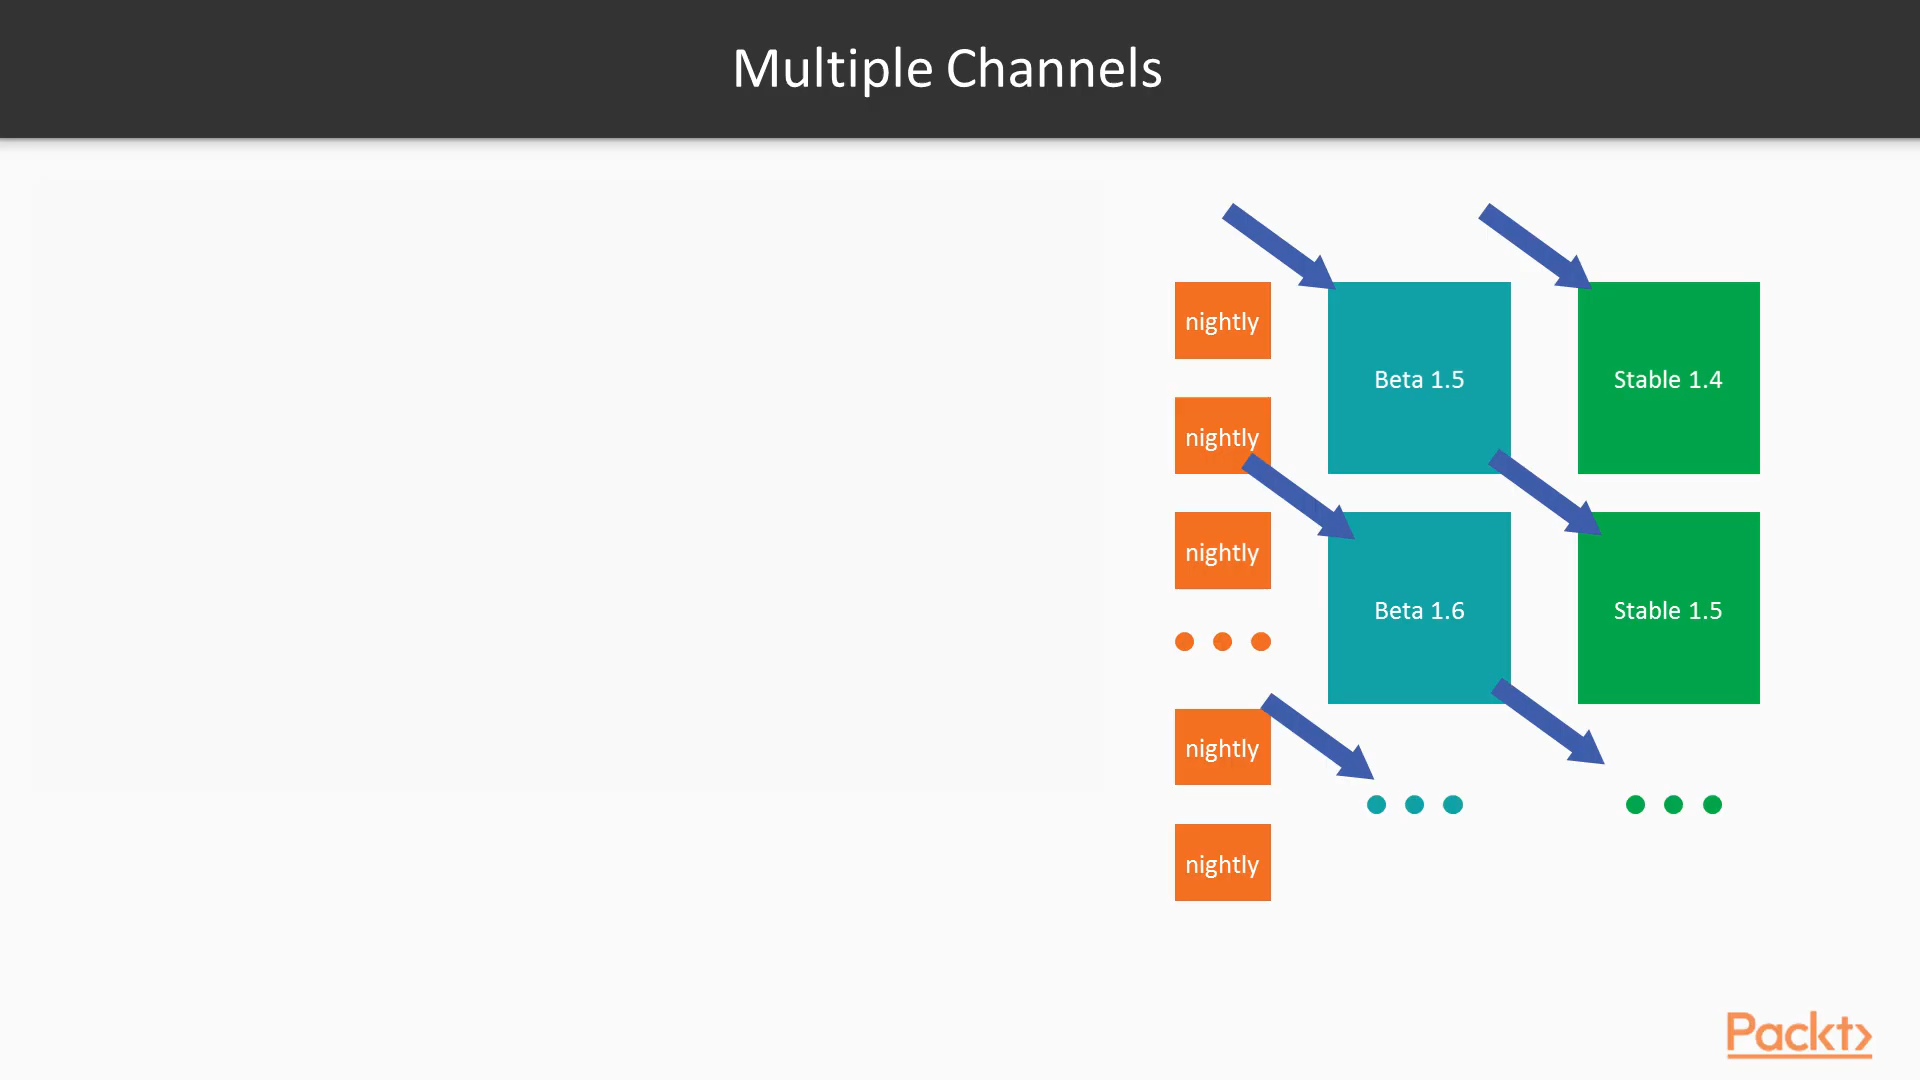 Multiple Channels
nightly
Beta 1.5
Stable 1.4
nightly
nightly
Beta 1.6
Stable 1.5
nightly
nightly
Packt